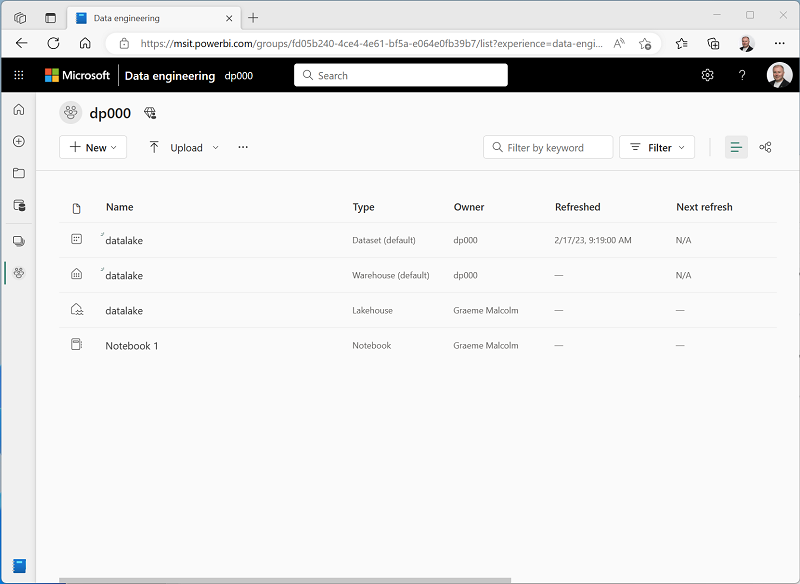 Data engineering
https://msit.powerbi.com/groups/fd05b240-4ce4-4e61-bf5a-e064e0fb39b7/list?experience=data-engi...
Microsoft Data engineering dp000 Search ?
dp000
New Upload ... Filter by keyword Filter
Name Type Owner Refreshed Next refresh
datalake Dataset (default) dp000 2/17/23, 9:19:00 AM N/A
datalake Warehouse (default) dp000 — N/A
datalake Lakehouse Graeme Malcolm — —
Notebook 1 Notebook Graeme Malcolm — —